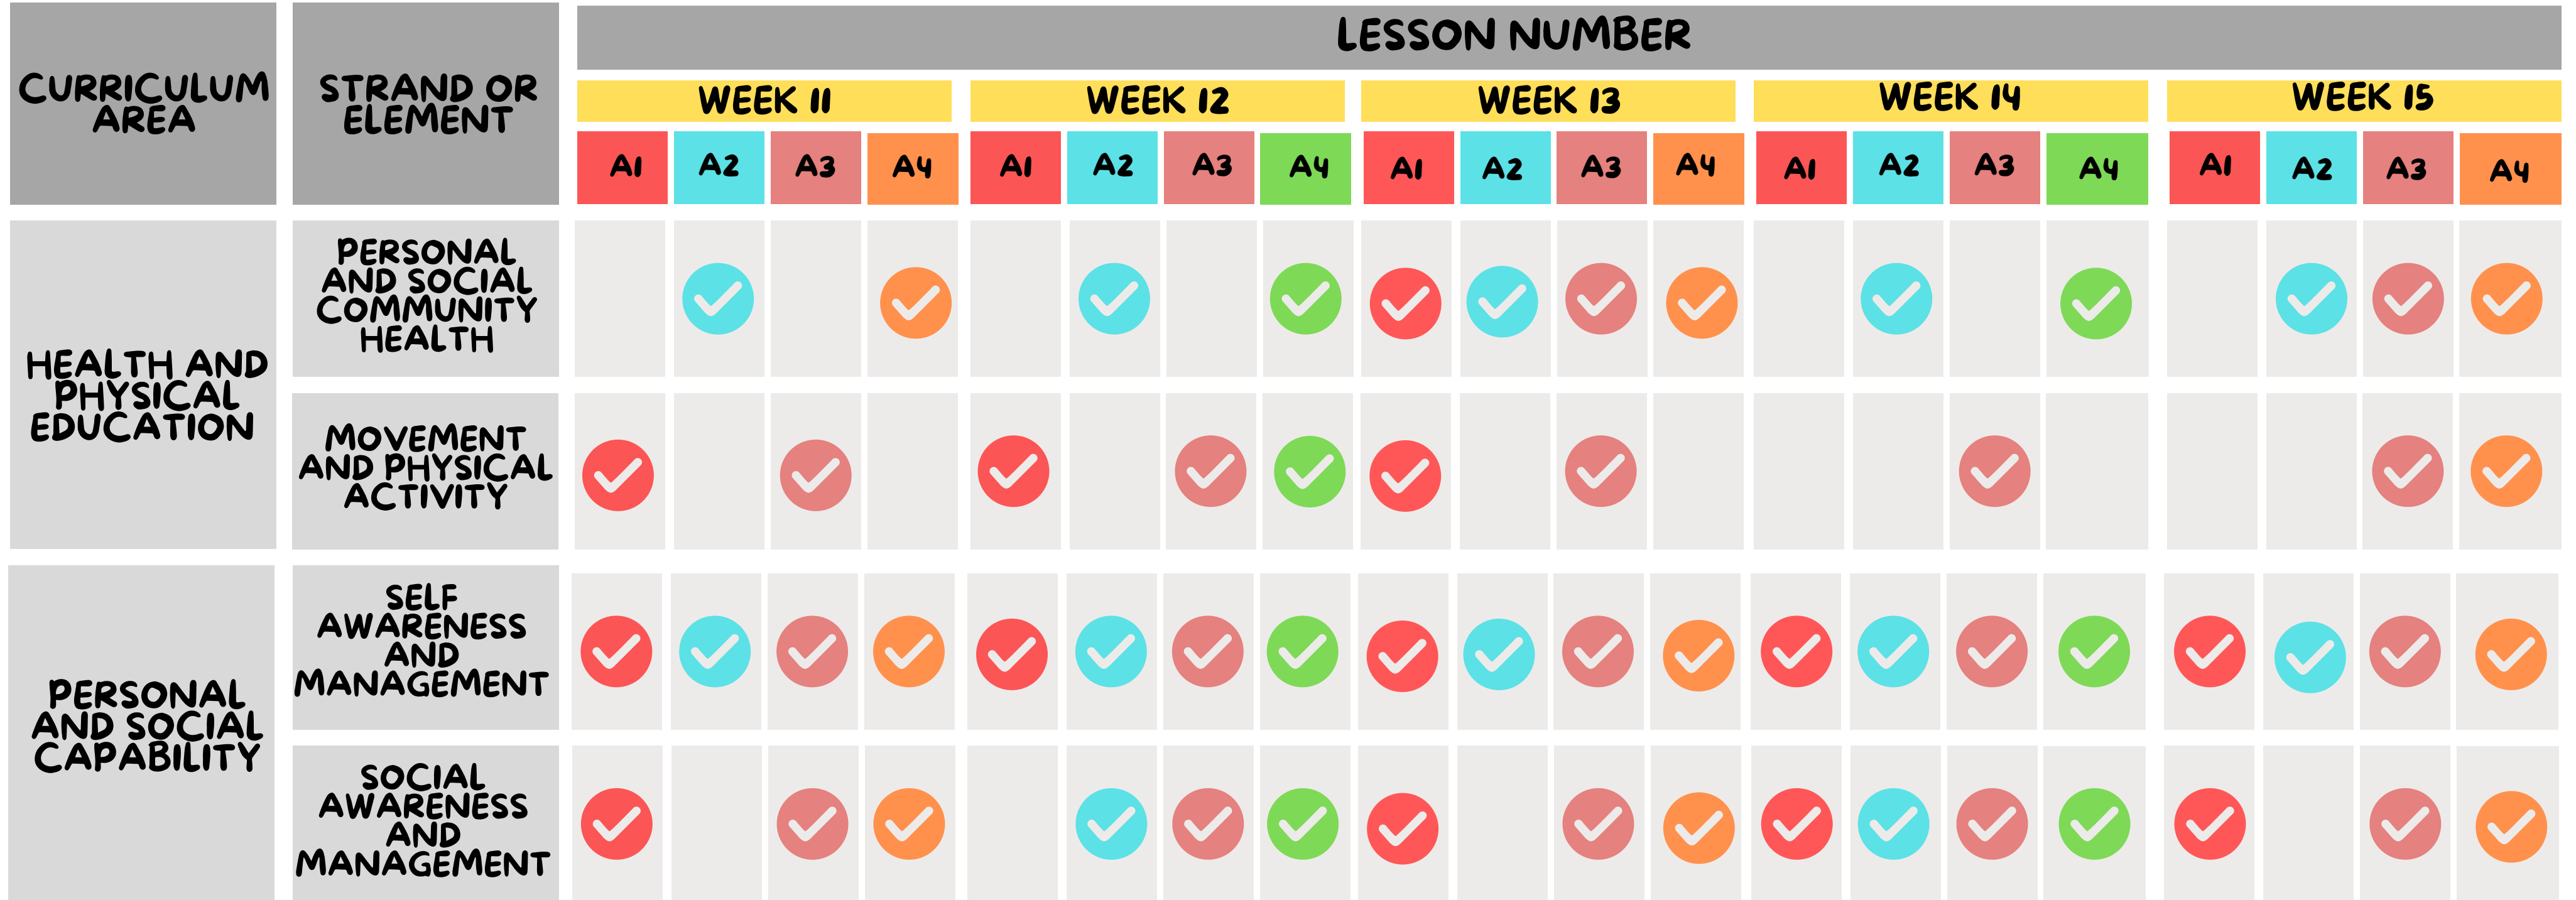 CURRICULUM
AREA
STRAND OR
ELEMENT
LESSON NUMBER
WEEK 11
WEEK 12
WEEK 13
WEEK 14
WEEK 15
A1
A2
A3
A4
A1
A2
A3
A4
A1
A2
A3
A4
A1
A2
A3
A4
A1
A2
A3
A4
HEALTH AND
PHYSICAL
EDUCATION
PERSONAL
AND SOCIAL
COMMUNITY
HEALTH
MOVEMENT
AND PHYSICAL
ACTIVITY
PERSONAL
AND SOCIAL
CAPABILITY
SELF
AWARENESS
AND
MANAGEMENT
SOCIAL
AWARENESS
AND
MANAGEMENT